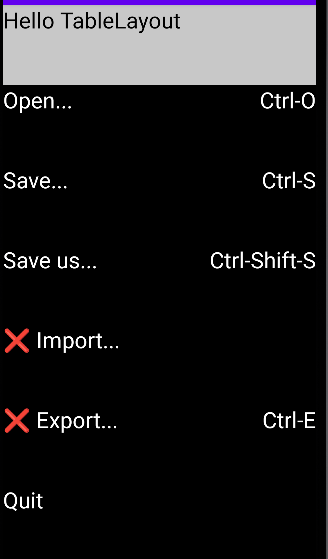 Hello TableLayout
Open... Ctrl-O
Save... Ctrl-S
Save us... Ctrl-Shift-S
❌ Import...
❌ Export... Ctrl-E
Quit